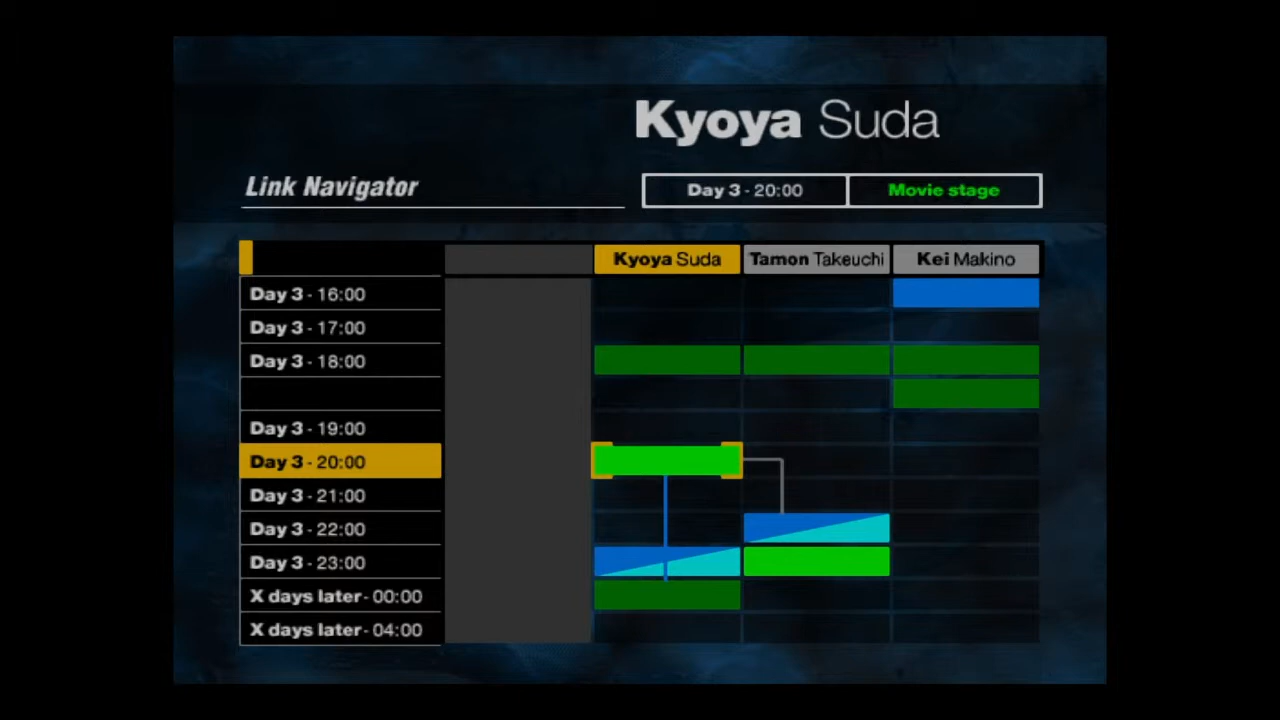 Kyoya Suda
Link Navigator
Day 3 - 20:00
Movie stage
Kyoya Suda
Tamon Takeuchi
Kei Makino
Day 3 - 16:00
Day 3 - 17:00
Day 3 - 18:00
Day 3 - 19:00
Day 3 - 20:00
Day 3 - 21:00
Day 3 - 22:00
Day 3 - 23:00
X days later- 00:00
X days later- 04:00